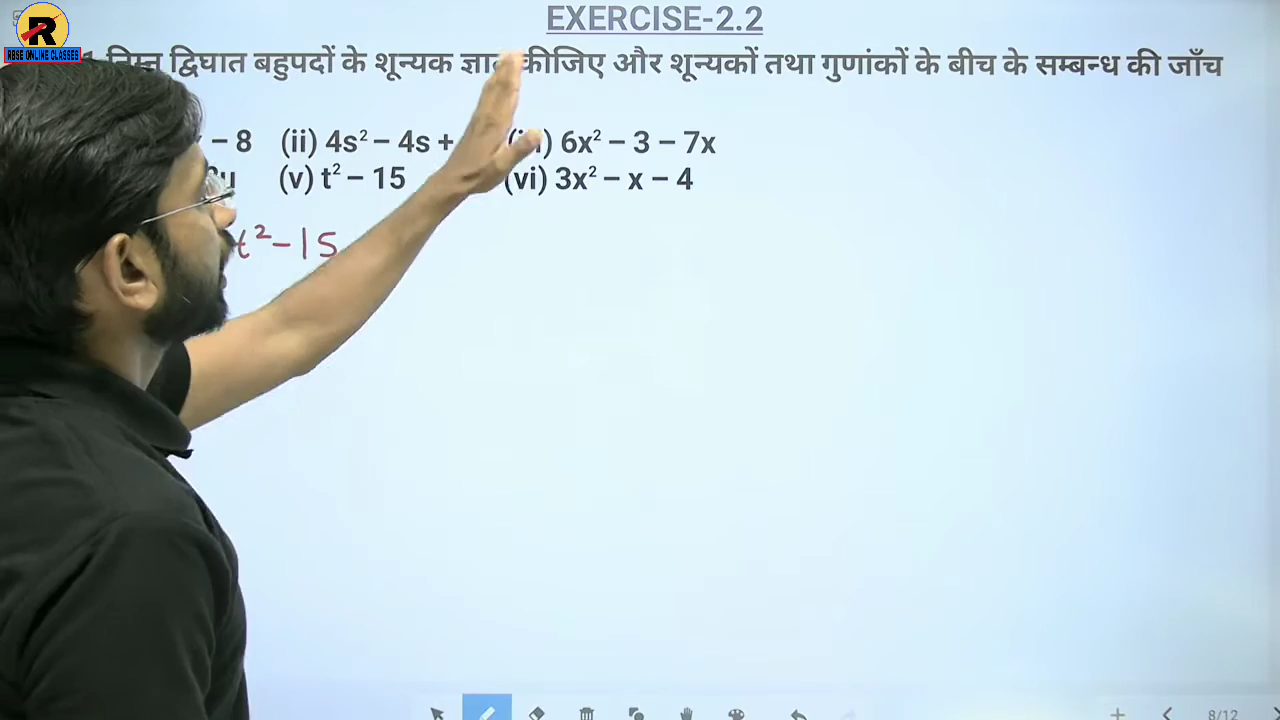 R
RBSE ONLINE CLASSES
EXERCISE-2.2
निम्न द्विघात बहुपदों के शून्यक कीजिए और शून्यकों तथा गुणांकों के बीच के सम्बन्ध की जाँच
– 8 (ii) 4s² – 4s + 6x² – 3 – 7x
(v) t² – 15 (vi) 3x² – x – 4
t² – 15
8/12